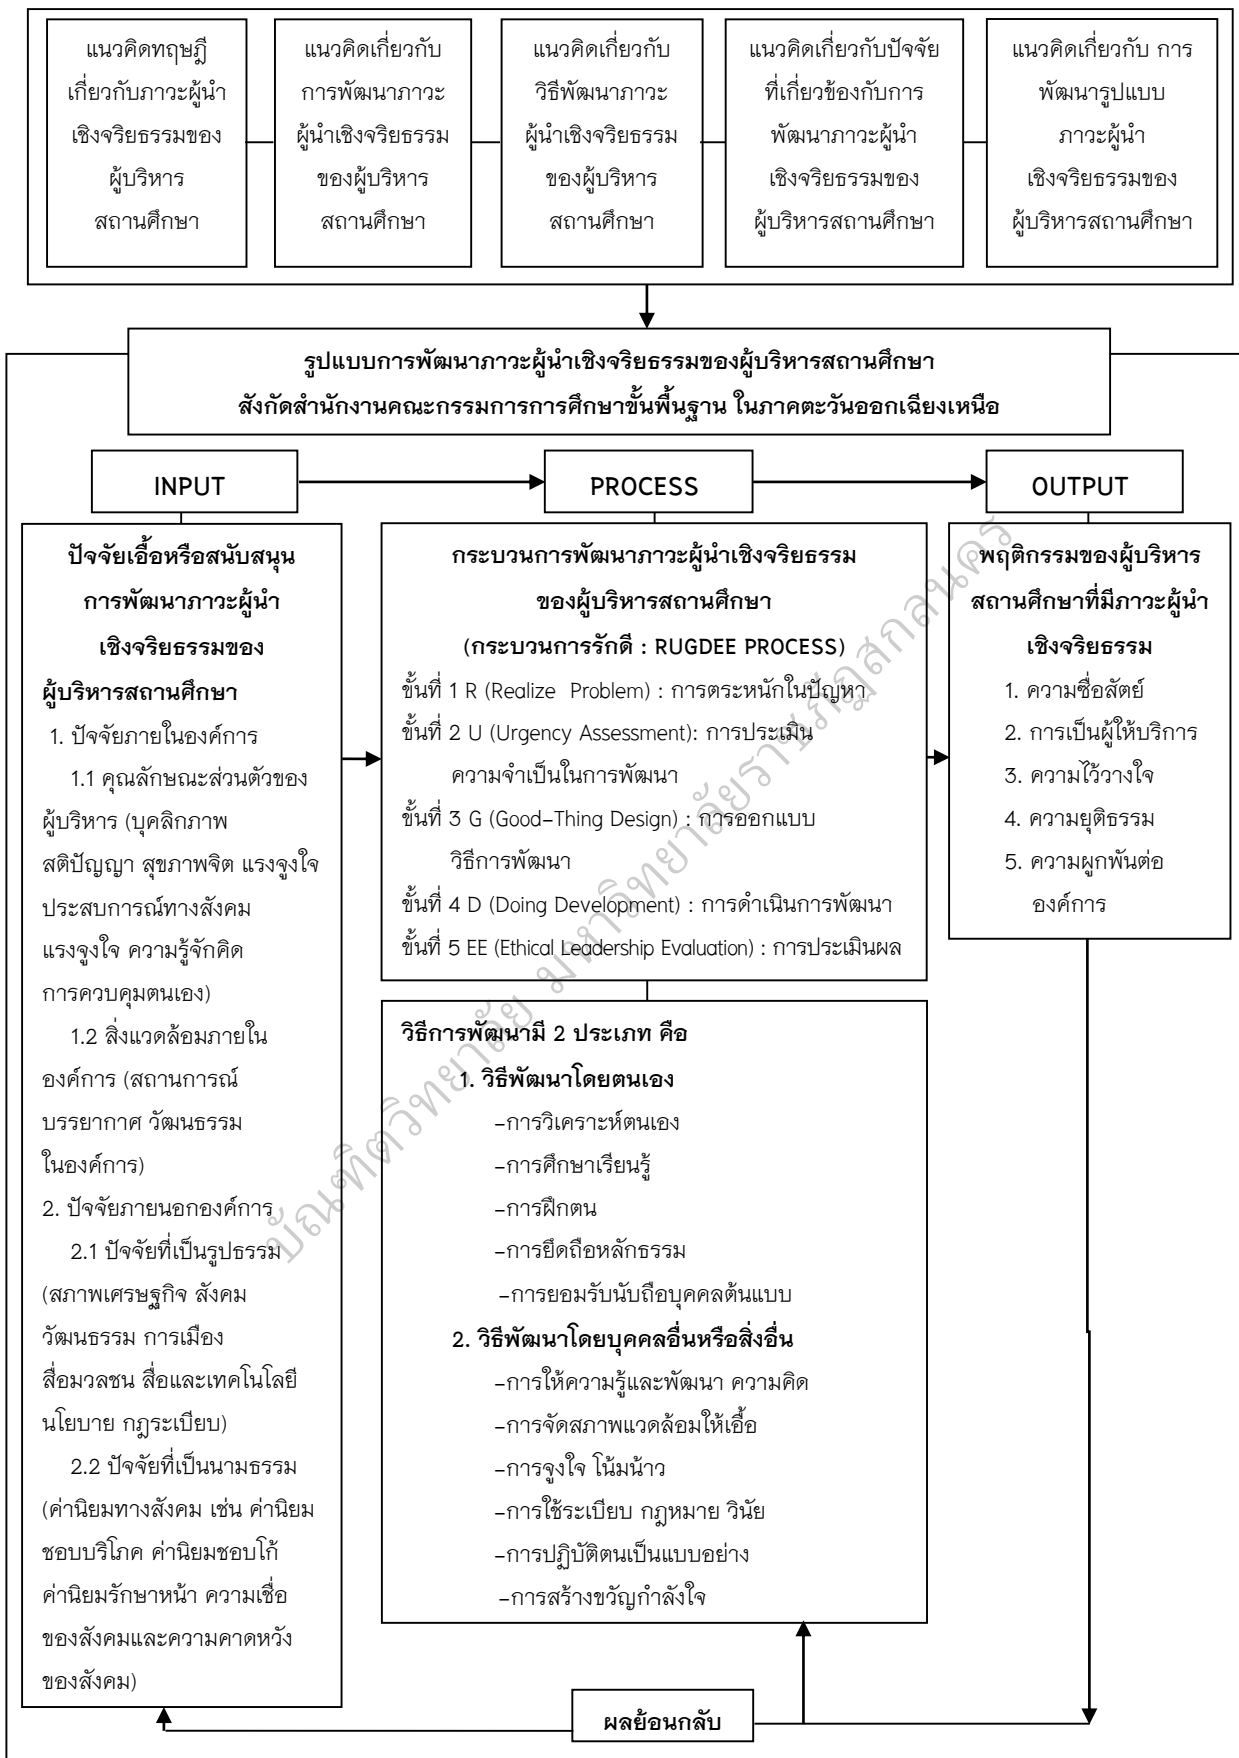 แนวคิดทฤษฎี
เกี่ยวกับภาวะผู้นำ
เชิงจริยธรรมของ
ผู้บริหาร
สถานศึกษา
แนวคิดเกี่ยวกับ
การพัฒนาภาวะ
ผู้นำเชิงจริยธรรม
ของผู้บริหาร
สถานศึกษา
แนวคิดเกี่ยวกับ
วิธีพัฒนาภาวะ
ผู้นำเชิงจริยธรรม
ของผู้บริหาร
สถานศึกษา
แนวคิดเกี่ยวกับปัจจัย
ที่เกี่ยวข้องกับการ
พัฒนาภาวะผู้นำ
เชิงจริยธรรมของ
ผู้บริหารสถานศึกษา
แนวคิดเกี่ยวกับ การ
พัฒนารูปแบบ
ภาวะผู้นำ
เชิงจริยธรรมของ
ผู้บริหารสถานศึกษา
รูปแบบการพัฒนาภาวะผู้นำเชิงจริยธรรมของผู้บริหารสถานศึกษา
สังกัดสำนักงานคณะกรรมการการศึกษาขั้นพื้นฐาน ในภาคตะวันออกเฉียงเหนือ
INPUT
PROCESS
OUTPUT
ปัจจัยเอื้อหรือสนับสนุน
การพัฒนาภาวะผู้นำ
เชิงจริยธรรมของ
ผู้บริหารสถานศึกษา
1. ปัจจัยภายในองค์การ
1.1 คุณลักษณะส่วนตัวของ
ผู้บริหาร (บุคลิกภาพ
สติปัญญา สุขภาพจิต แรงจูงใจ
ประสบการณ์ทางสังคม
แรงจูงใจ ความรู้จักคิด
การควบคุมตนเอง)
1.2 สิ่งแวดล้อมภายใน
องค์การ (สถานการณ์
บรรยากาศ วัฒนธรรม
ในองค์การ)
2. ปัจจัยภายนอกองค์การ
2.1 ปัจจัยที่เป็นรูปธรรม
(สภาพเศรษฐกิจ สังคม
วัฒนธรรม การเมือง
สื่อมวลชน สื่อและเทคโนโลยี
นโยบาย กฎระเบียบ)
2.2 ปัจจัยที่เป็นนามธรรม
(ค่านิยมทางสังคม เช่น ค่านิยม
ชอบบริโภค ค่านิยมชอบโก้
ค่านิยมรักษาหน้า ความเชื่อ
ของสังคมและความคาดหวัง
ของสังคม)
กระบวนการพัฒนาภาวะผู้นำเชิงจริยธรรม
ของผู้บริหารสถานศึกษา
(กระบวนการรักดี : RUGDEE PROCESS)
ขั้นที่ 1 R (Realize Problem) : การตระหนักในปัญหา
ขั้นที่ 2 U (Urgency Assessment): การประเมิน
ความจำเป็นในการพัฒนา
ขั้นที่ 3 G (Good-Thing Design) : การออกแบบ
วิธีการพัฒนา
ขั้นที่ 4 D (Doing Development) : การดำเนินการพัฒนา
ขั้นที่ 5 EE (Ethical Leadership Evaluation) : การประเมินผล
วิธีการพัฒนามี 2 ประเภท คือ
1. วิธีพัฒนาโดยตนเอง
-การวิเคราะห์ตนเอง
-การศึกษาเรียนรู้
-การฝึกตน
-การยึดถือหลักธรรม
-การยอมรับนับถือบุคคลต้นแบบ
2. วิธีพัฒนาโดยบุคคลอื่นหรือสิ่งอื่น
-การให้ความรู้และพัฒนา ความคิด
-การจัดสภาพแวดล้อมให้เอื้อ
-การจูงใจ โน้มน้าว
-การใช้ระเบียบ กฎหมาย วินัย
-การปฏิบัติตนเป็นแบบอย่าง
-การสร้างขวัญกำลังใจ
พฤติกรรมของผู้บริหาร
สถานศึกษาที่มีภาวะผู้นำ
เชิงจริยธรรม
1. ความซื่อสัตย์
2. การเป็นผู้ให้บริการ
3. ความไว้วางใจ
4. ความยุติธรรม
5. ความผูกพันต่อ
องค์การ
ผลย้อนกลับ
บัณฑิตวิทยาลัย มหาวิทยาลัยราชภัฏสกลนคร